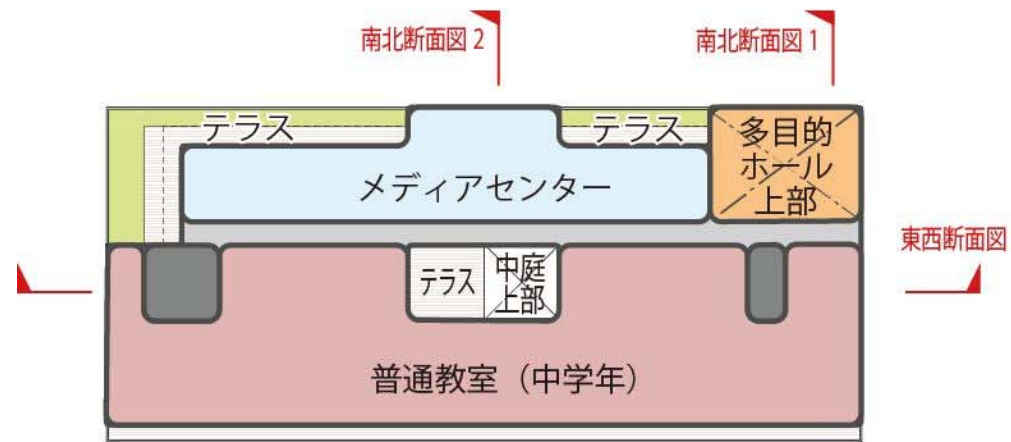 南北断面図 2
南北断面図 1
テラス
テラス
多目的
ホール
上部
メディアセンター
東西断面図
テラス
中庭
上部
普通教室（中学年）